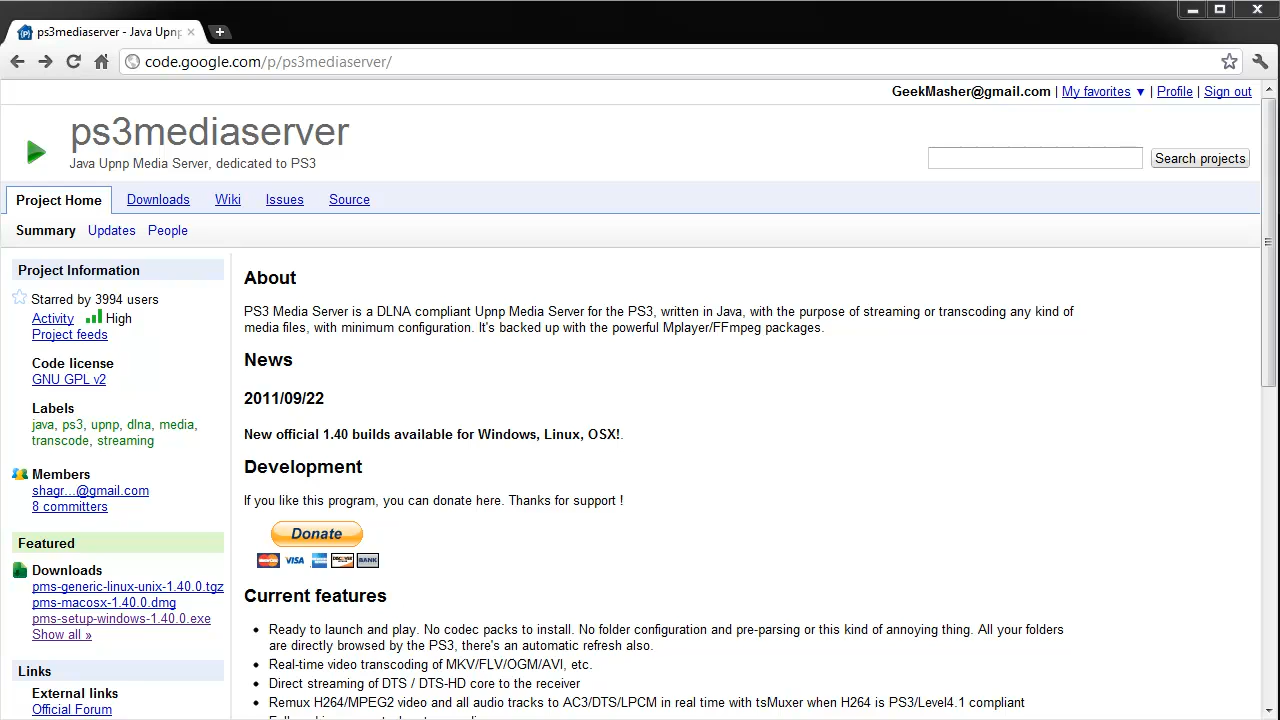 ps3mediaserver - Java Upnp
code.google.com/p/ps3mediaserver/
GeekMasher@gmail.com | My favorites ▼ | Profile | Sign out
ps3mediaserver
Java Upnp Media Server, dedicated to PS3
Search projects
Project Home Downloads Wiki Issues Source
Summary Updates People
Project Information
Starred by 3994 users
Activity High
Project feeds
Code license
GNU GPL v2
Labels
java, ps3, upnp, dlna, media,
transcode, streaming
Members
shagr...@gmail.com
8 committers
Featured
Downloads
pms-generic-linux-unix-1.40.0.tgz
pms-macosx-1.40.0.dmg
pms-setup-windows-1.40.0.exe
Show all »
Links
External links
Official Forum
About
PS3 Media Server is a DLNA compliant Upnp Media Server for the PS3, written in Java, with the purpose of streaming or transcoding any kind of
media files, with minimum configuration. It's backed up with the powerful Mplayer/FFmpeg packages.
News
2011/09/22
New official 1.40 builds available for Windows, Linux, OSX!.
Development
If you like this program, you can donate here. Thanks for support !
Donate
MasterCard VISA DISCOVER BANK
Current features
• Ready to launch and play. No codec packs to install. No folder configuration and pre-parsing or this kind of annoying thing. All your folders
are directly browsed by the PS3, there's an automatic refresh also.
• Real-time video transcoding of MKV/FLV/OGM/AVI, etc.
• Direct streaming of DTS / DTS-HD core to the receiver
• Remux H264/MPEG2 video and all audio tracks to AC3/DTS/LPCM in real time with tsMuxer when H264 is PS3/Level4.1 compliant